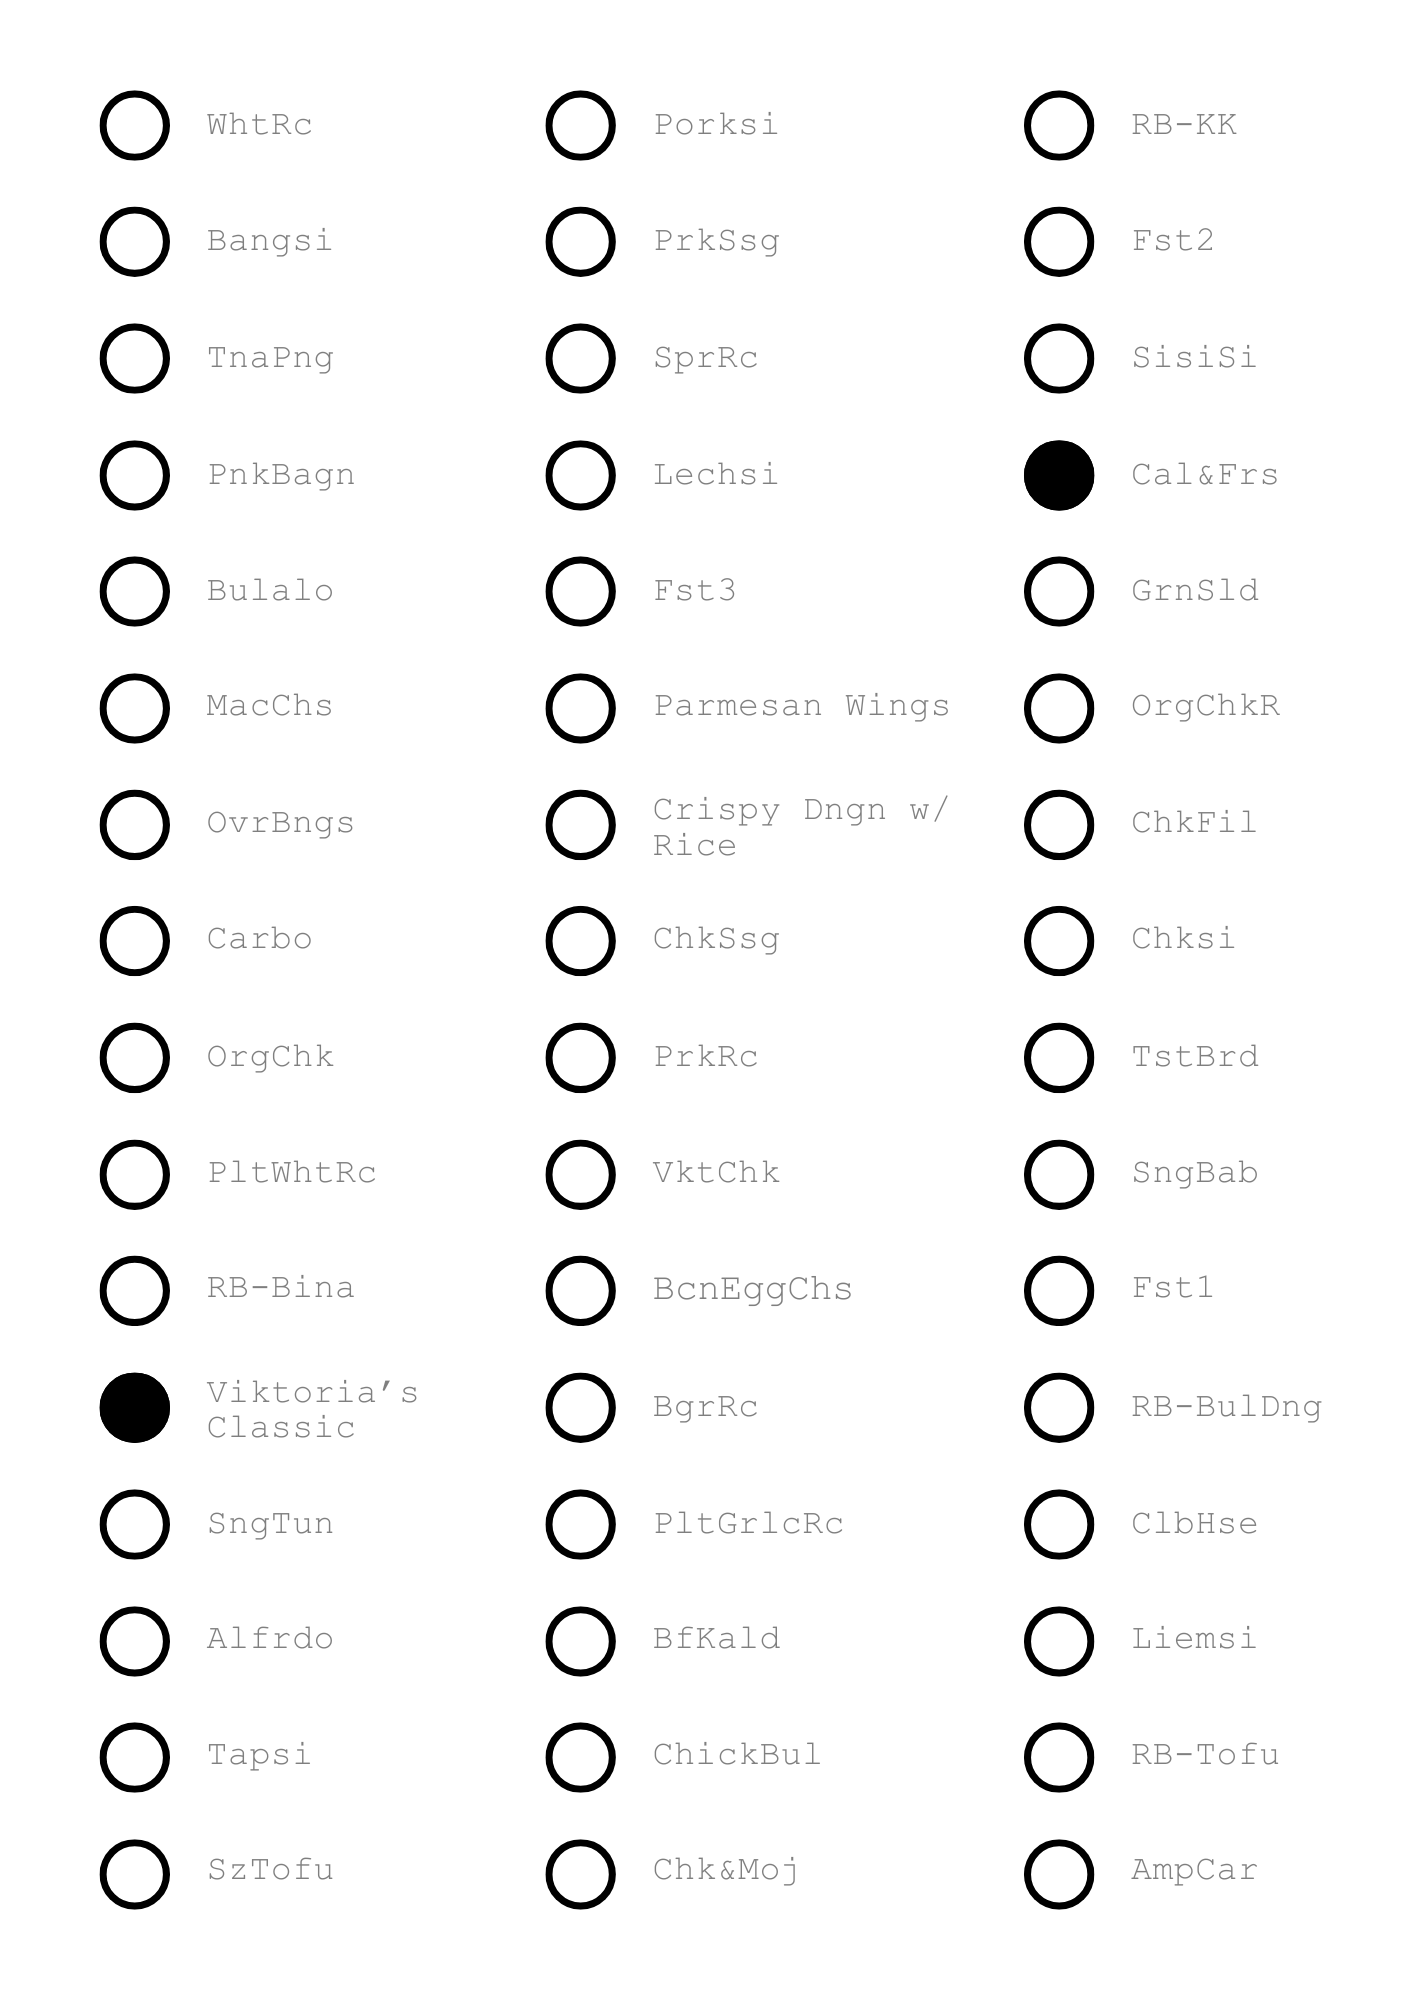 WhtRc
Bangsi
TnaPng
PnkBagn
Bulalo
MacChs
OvrBngs
Carbo
OrgChk
PltWhtRc
RB-Bina
Viktoria’s
Classic
SngTun
Alfrdo
Tapsi
SzTofu
Porksi
PrkSsg
SprRc
Lechsi
Fst3
Parmesan Wings
Crispy Dngn w/
Rice
ChkSsg
PrkRc
VktChk
BcnEggChs
BgrRc
PltGrlcRc
BfKald
ChickBul
Chk&Moj
RB-KK
Fst2
SisiSi
Cal&Frs
GrnSld
OrgChkR
ChkFil
Chksi
TstBrd
SngBab
Fst1
RB-BulDng
ClbHse
Liemsi
RB-Tofu
AmpCar